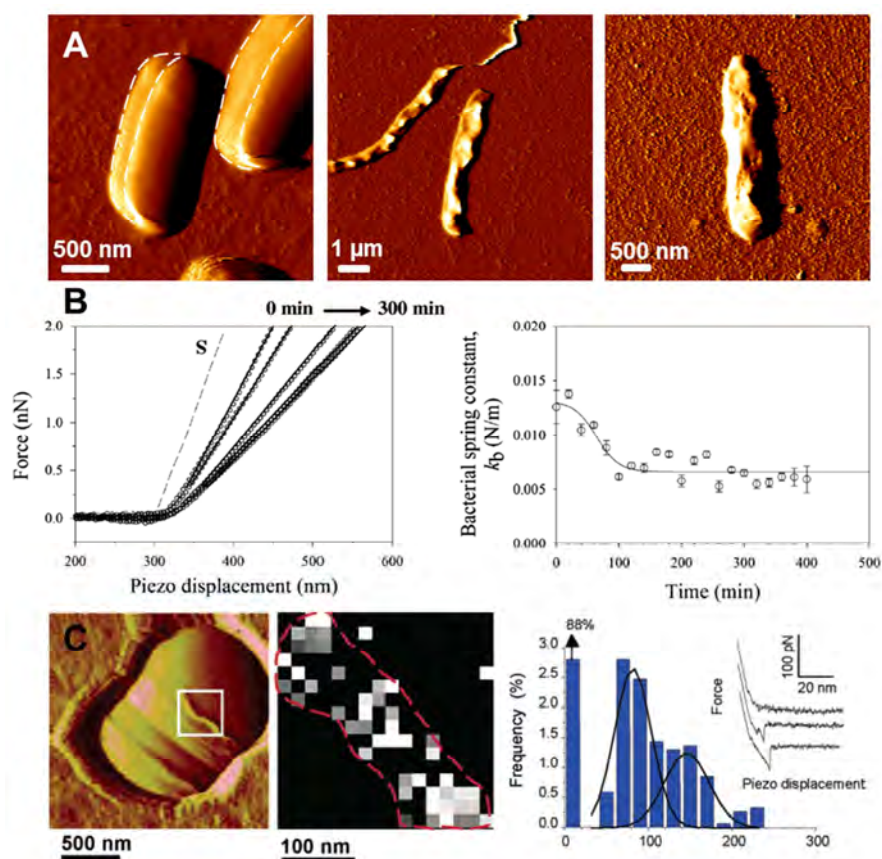 A
500 nm
1 µm
500 nm
B
0 min 300 min
2.0
1.5
1.0
0.5
0.0
S
Force (nN)
200 300 400 500 600
Piezo displacement (nm)
0.020
0.015
0.010
0.005
0.000
Bacterial spring constant,
kb (N/m)
0 100 200 300 400 500
Time (min)
C
500 nm
100 nm
88%
3.0
2.5
2.0
1.5
1.0
0.5
0.0
Frequency (%)
0 100 200 300
100 pN
20 nm
Force
Piezo displacement